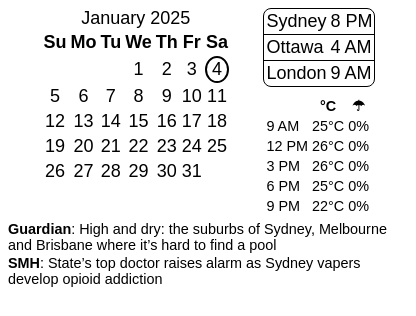 January 2025
Su Mo Tu We Th Fr Sa
1 2 3 4
5 6 7 8 9 10 11
12 13 14 15 16 17 18
19 20 21 22 23 24 25
26 27 28 29 30 31
Sydney 8 PM
Ottawa 4 AM
London 9 AM
°C ☂
9 AM 25°C 0%
12 PM 26°C 0%
3 PM 26°C 0%
6 PM 25°C 0%
9 PM 22°C 0%
Guardian: High and dry: the suburbs of Sydney, Melbourne
and Brisbane where it’s hard to find a pool
SMH: State’s top doctor raises alarm as Sydney vapers
develop opioid addiction